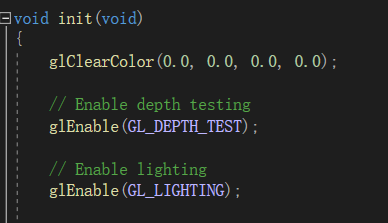 void init(void)
{
glClearColor(0.0, 0.0, 0.0, 0.0);
// Enable depth testing
glEnable(GL_DEPTH_TEST);
// Enable lighting
glEnable(GL_LIGHTING);